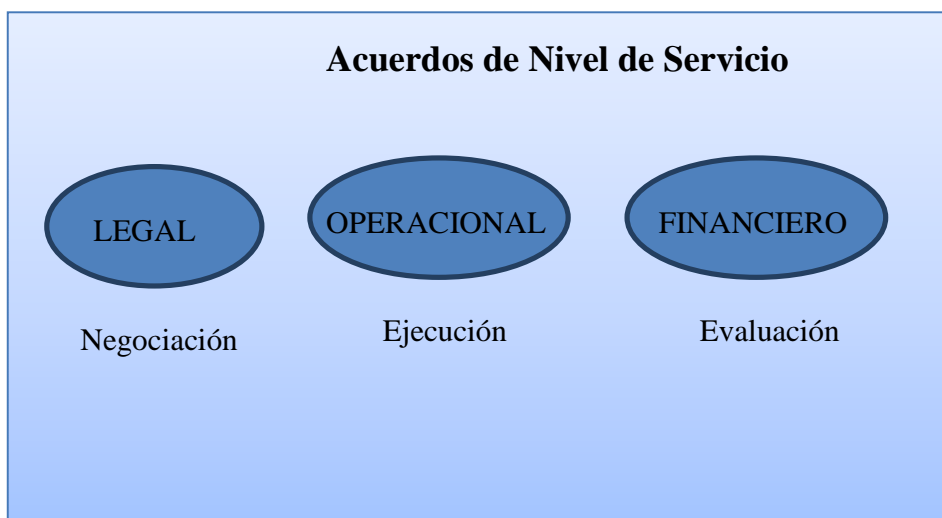 Acuerdos de Nivel de Servicio
LEGAL
OPERACIONAL
FINANCIERO
Negociación
Ejecución
Evaluación